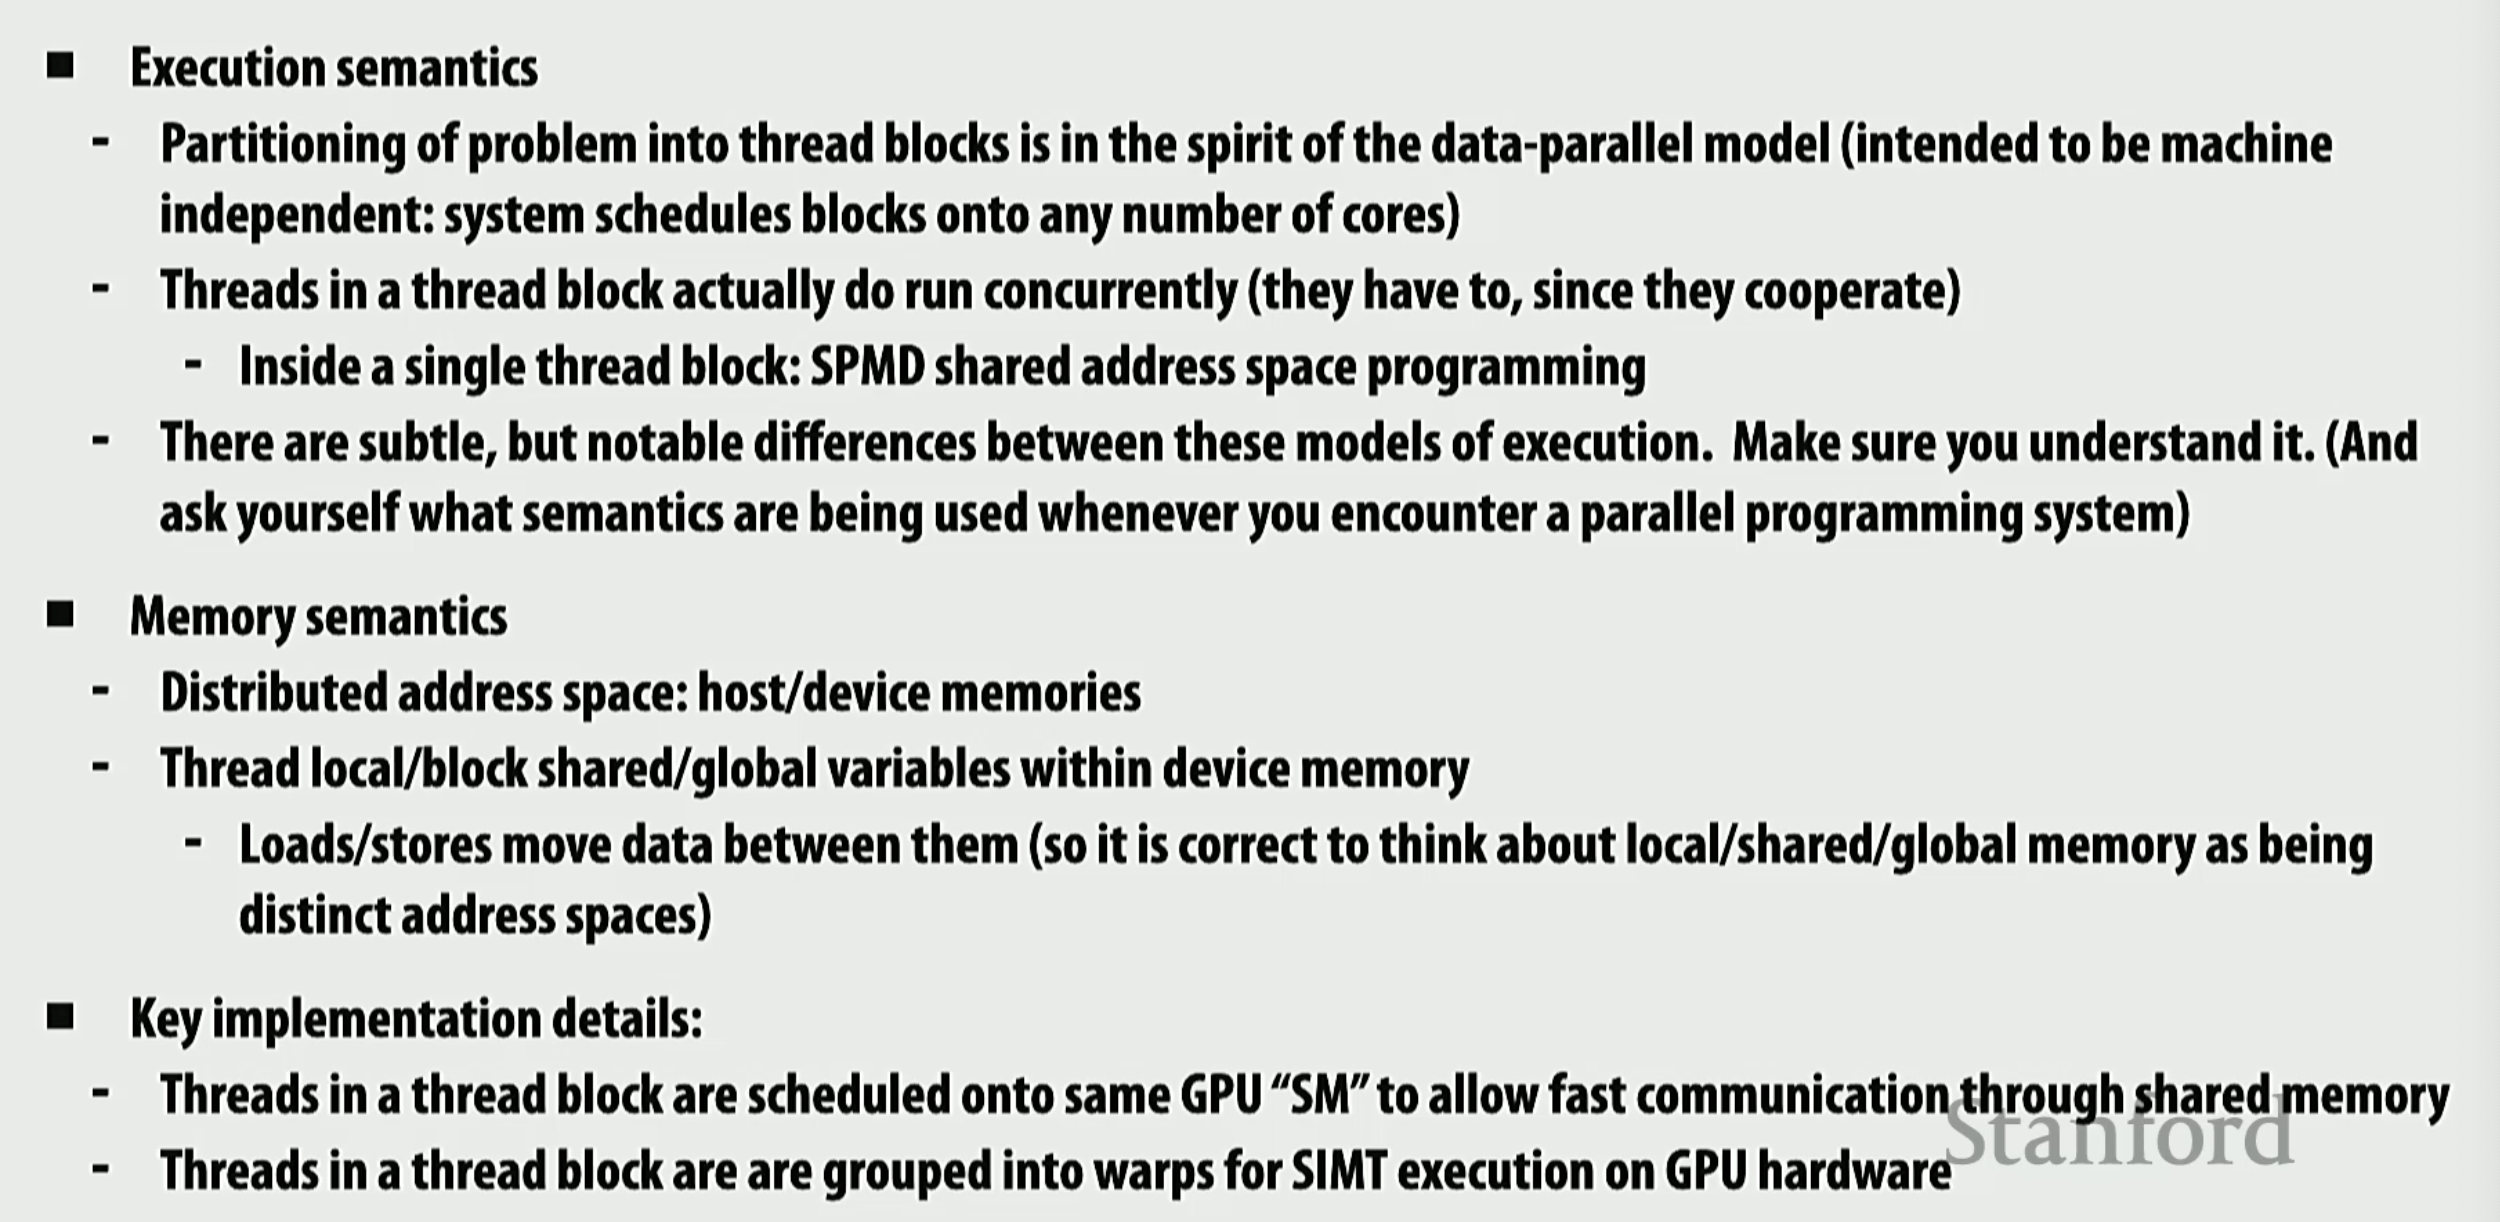 ■ Execution semantics
- Partitioning of problem into thread blocks is in the spirit of the data-parallel model (intended to be machine
independent: system schedules blocks onto any number of cores)
- Threads in a thread block actually do run concurrently (they have to, since they cooperate)
- Inside a single thread block: SPMD shared address space programming
- There are subtle, but notable differences between these models of execution. Make sure you understand it. (And
ask yourself what semantics are being used whenever you encounter a parallel programming system)
■ Memory semantics
- Distributed address space: host/device memories
- Thread local/block shared/global variables within device memory
- Loads/stores move data between them (so it is correct to think about local/shared/global memory as being
distinct address spaces)
■ Key implementation details:
- Threads in a thread block are scheduled onto same GPU “SM” to allow fast communication through shared memory
- Threads in a thread block are are grouped into warps for SIMT execution on GPU hardware
Stanford